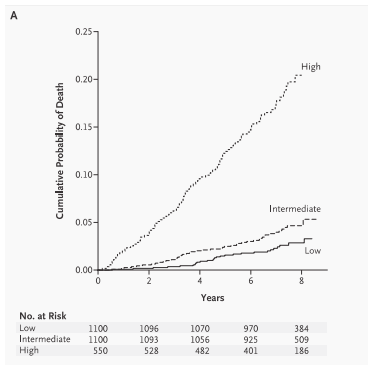 A
0.25
0.20
0.15
0.10
0.05
0.00
Cumulative Probability of Death
High
Intermediate
Low
0 2 4 6 8
Years
No. at Risk
Low 1100 1096 1070 970 384
Intermediate 1100 1093 1056 925 509
High 550 528 482 401 186